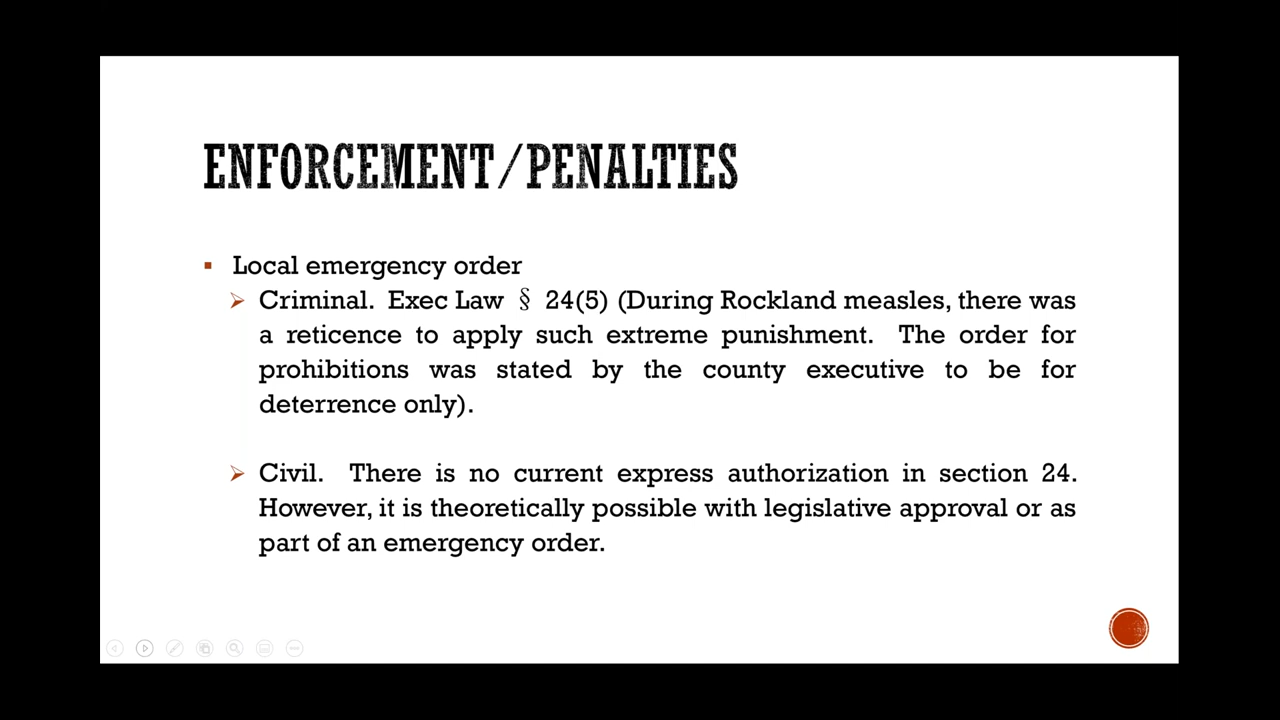 ENFORCEMENT/PENALTIES
▪ Local emergency order
➢ Criminal. Exec Law § 24(5) (During Rockland measles, there was
a reticence to apply such extreme punishment. The order for
prohibitions was stated by the county executive to be for
deterrence only).
➢ Civil. There is no current express authorization in section 24.
However, it is theoretically possible with legislative approval or as
part of an emergency order.